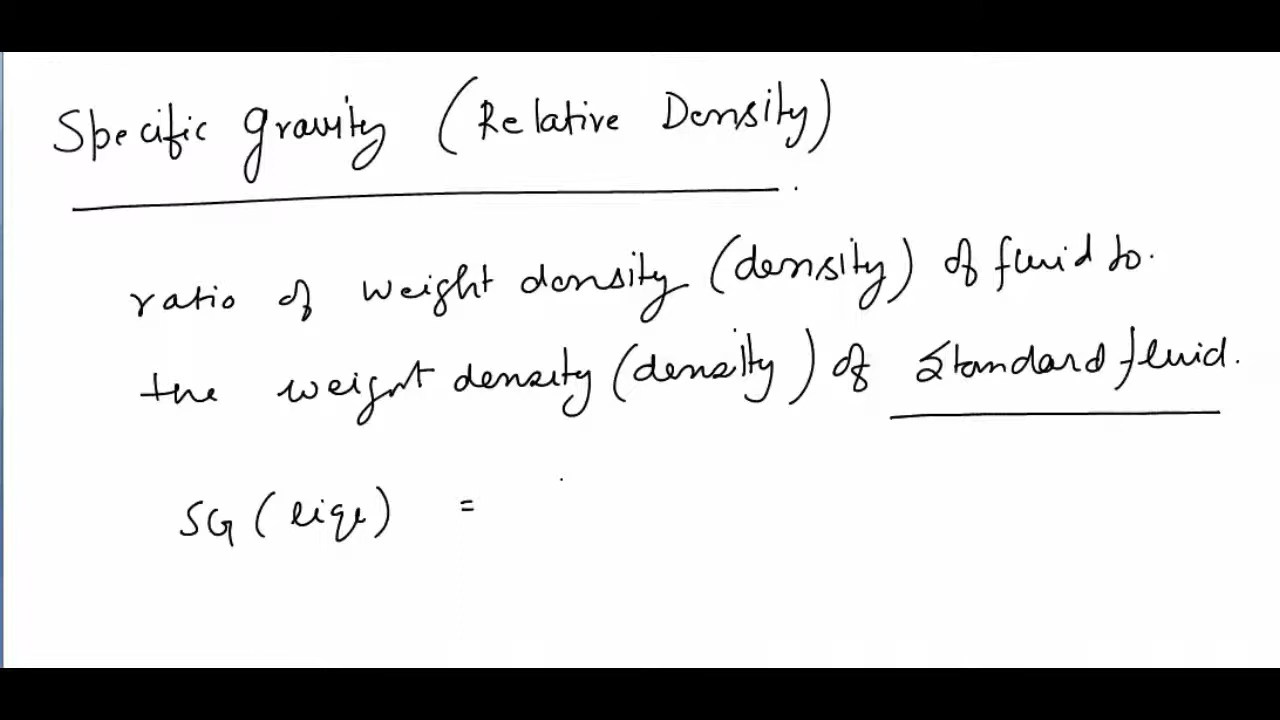 Specific gravity (Relative Density)
ratio of weight density (density) of fluid to.
the weight density (density) of Standard fluid.
SG (liqu) =